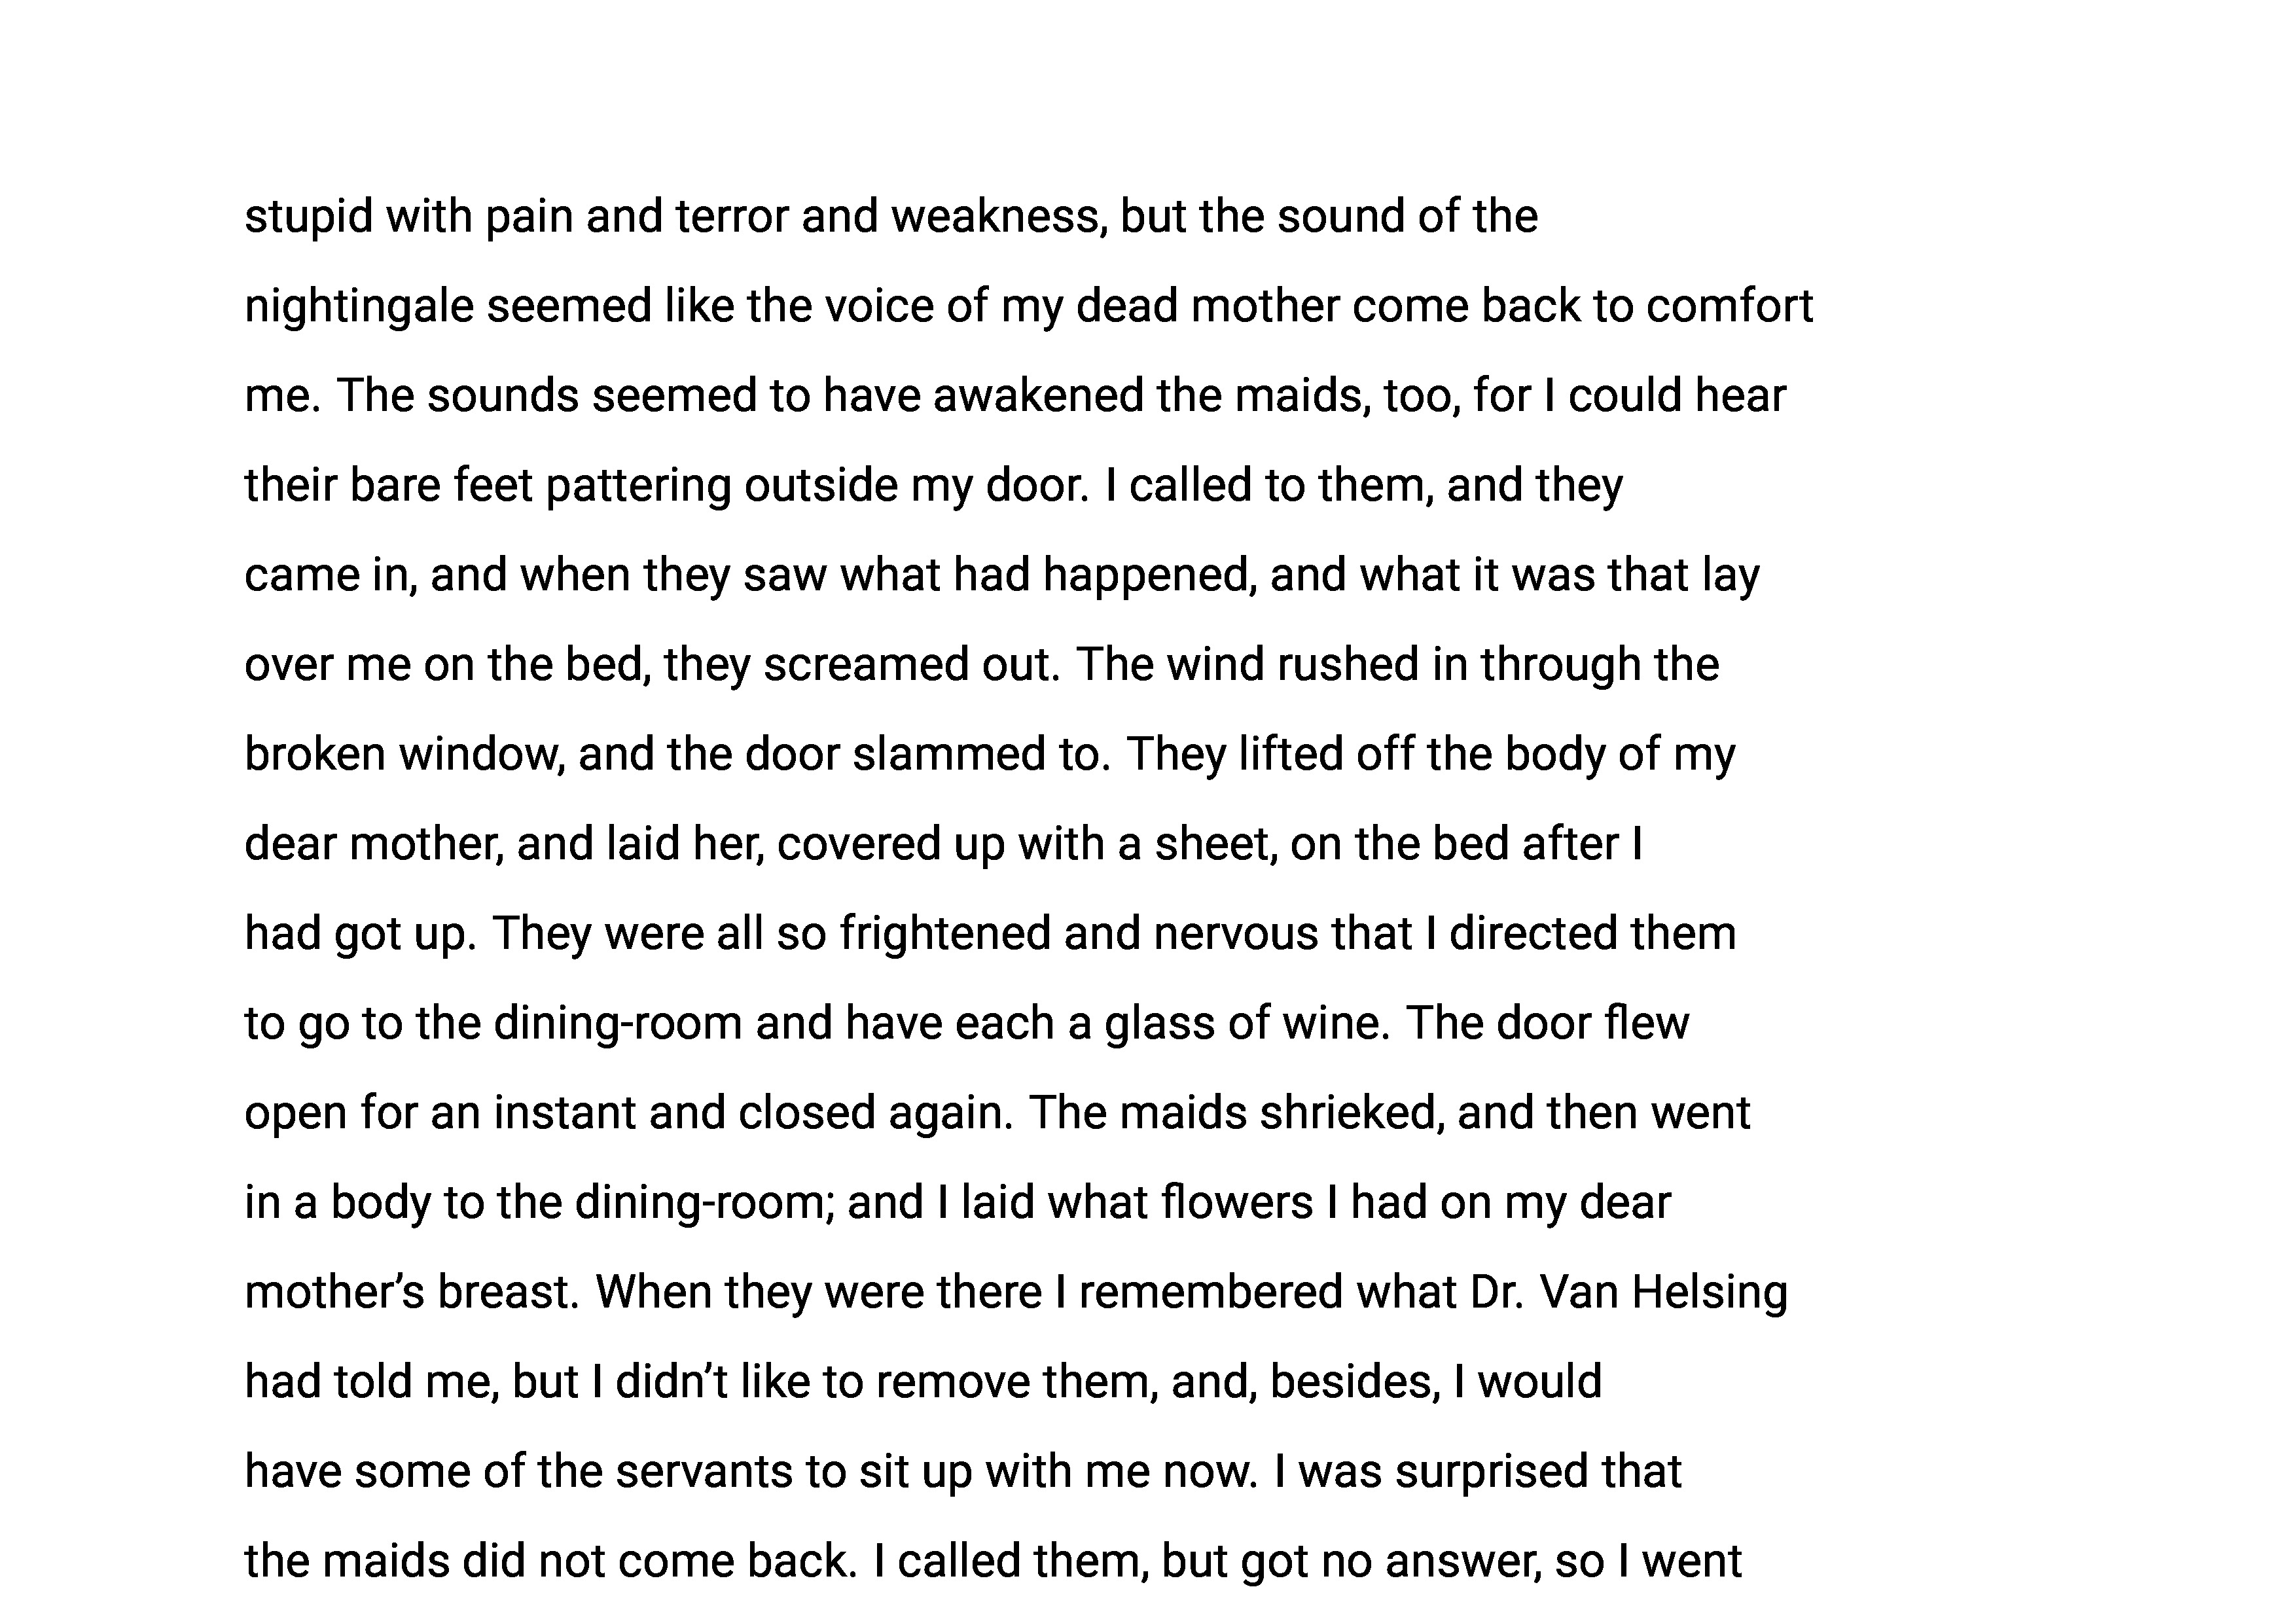 stupid with pain and terror and weakness, but the sound of the
nightingale seemed like the voice of my dead mother come back to comfort
me. The sounds seemed to have awakened the maids, too, for I could hear
their bare feet pattering outside my door. I called to them, and they
came in, and when they saw what had happened, and what it was that lay
over me on the bed, they screamed out. The wind rushed in through the
broken window, and the door slammed to. They lifted off the body of my
dear mother, and laid her, covered up with a sheet, on the bed after I
had got up. They were all so frightened and nervous that I directed them
to go to the dining-room and have each a glass of wine. The door flew
open for an instant and closed again. The maids shrieked, and then went
in a body to the dining-room; and I laid what flowers I had on my dear
mother’s breast. When they were there I remembered what Dr. Van Helsing
had told me, but I didn’t like to remove them, and, besides, I would
have some of the servants to sit up with me now. I was surprised that
the maids did not come back. I called them, but got no answer, so I went